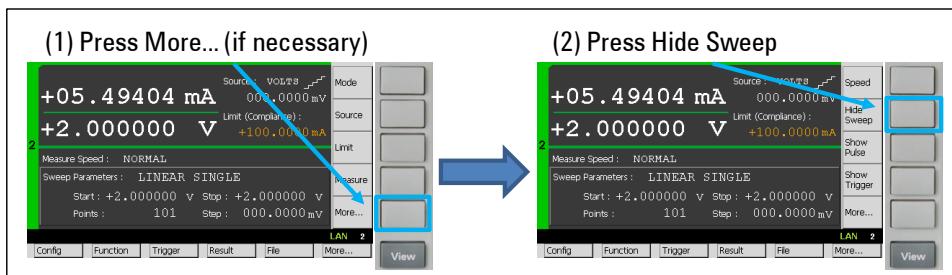 (1) Press More... (if necessary)
Source : VOLTS
Mode
+05.49404 mA
000.0000 mV
Limit (Compliance) :
Source
+2.000000 V
+100.0000 mA
2
Limit
Measure Speed : NORMAL
Sweep Parameters : LINEAR SINGLE
Measure
Start : +2.000000 V Stop : +2.000000 V
Points : 101 Step : 000.0000 mV
More...
LAN 2
Config Function Trigger Result File More...
View
(2) Press Hide Sweep
Source : VOLTS
Speed
+05.49404 mA
000.0000 mV
Hide
Sweep
Limit (Compliance) :
+2.000000 V
+100.0000 mA
2
Show
Pulse
Measure Speed : NORMAL
Sweep Parameters : LINEAR SINGLE
Show
Trigger
Start : +2.000000 V Stop : +2.000000 V
Points : 101 Step : 000.0000 mV
More...
LAN 2
Config Function Trigger Result File More...
View